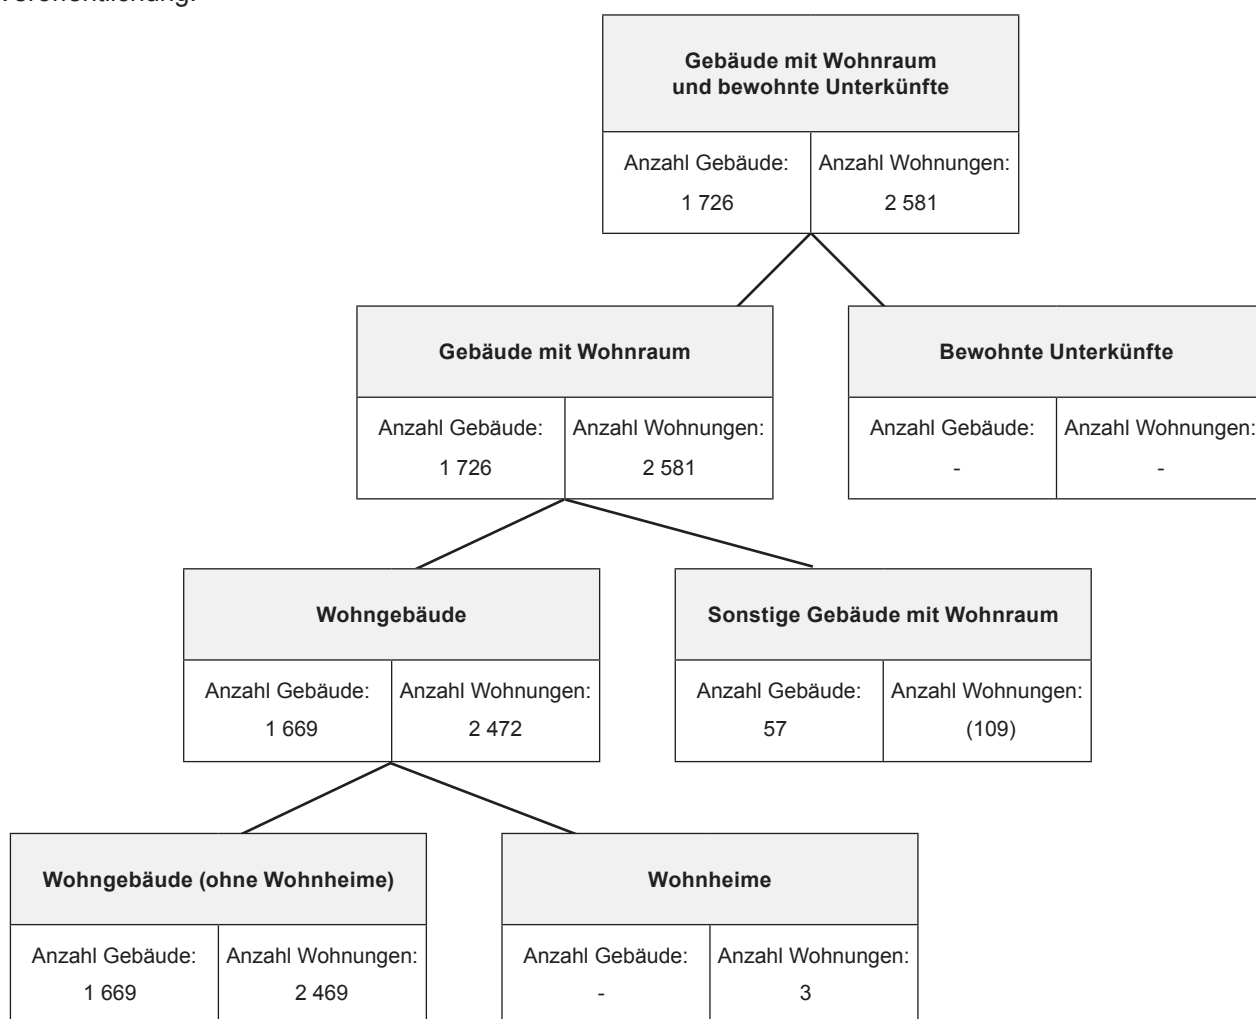 Veröffentlichung.
Gebäude mit Wohnraum
und bewohnte Unterkünfte
Anzahl Gebäude: Anzahl Wohnungen:
1 726 2 581
Gebäude mit Wohnraum Bewohnte Unterkünfte
Anzahl Gebäude: Anzahl Wohnungen: Anzahl Gebäude: Anzahl Wohnungen:
1 726 2 581 - -
Wohngebäude Sonstige Gebäude mit Wohnraum
Anzahl Gebäude: Anzahl Wohnungen: Anzahl Gebäude: Anzahl Wohnungen:
1 669 2 472 57 (109)
Wohngebäude (ohne Wohnheime) Wohnheime
Anzahl Gebäude: Anzahl Wohnungen: Anzahl Gebäude: Anzahl Wohnungen:
1 669 2 469 - 3